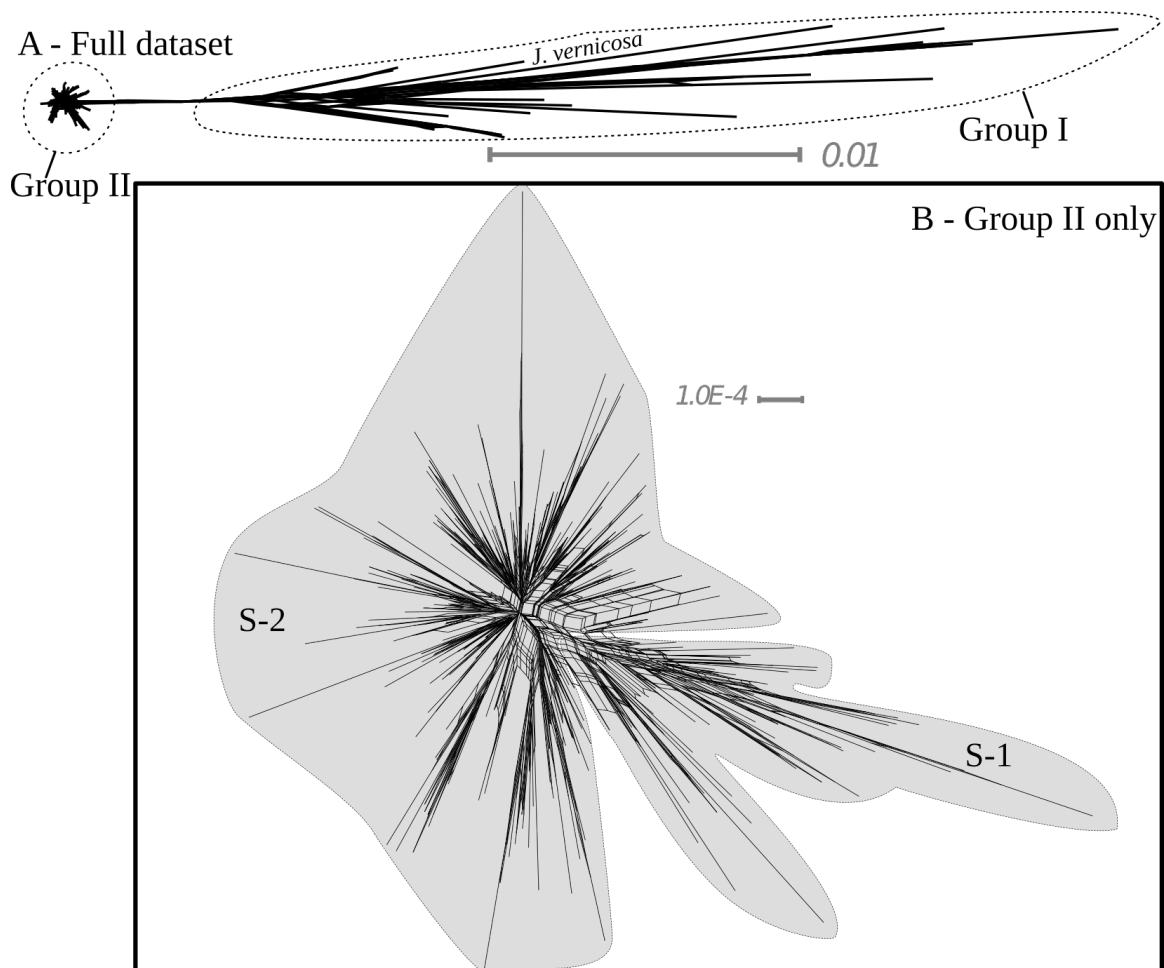 A - Full dataset
J. vernicosa
Group I
0.01
Group II
B - Group II only
1.0E-4
S-2
S-1